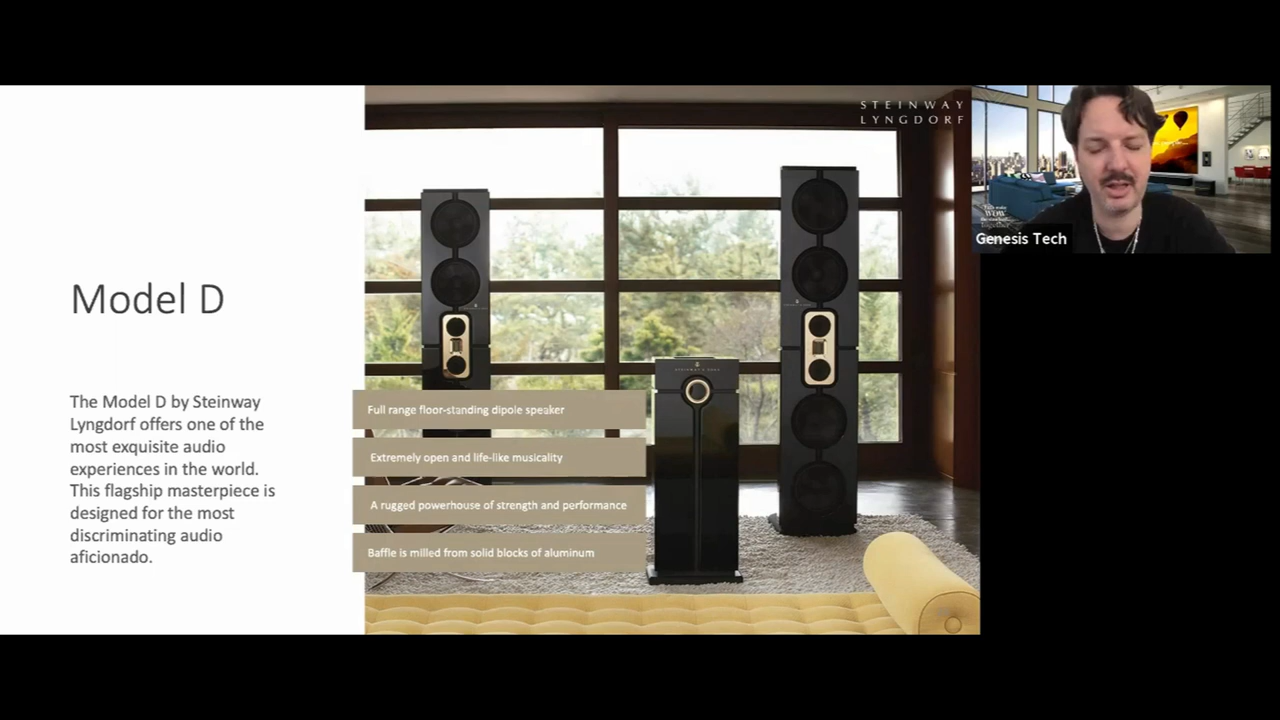 STEINWAY
LYNGDORF
Model D
The Model D by Steinway
Lyngdorf offers one of the
most exquisite audio
experiences in the world.
This flagship masterpiece is
designed for the most
discriminating audio
aficionado.
Full range floor-standing dipole speaker
Extremely open and life-like musicality
A rugged powerhouse of strength and performance
Baffle is milled from solid blocks of aluminum
WOW
together
Genesis Tech